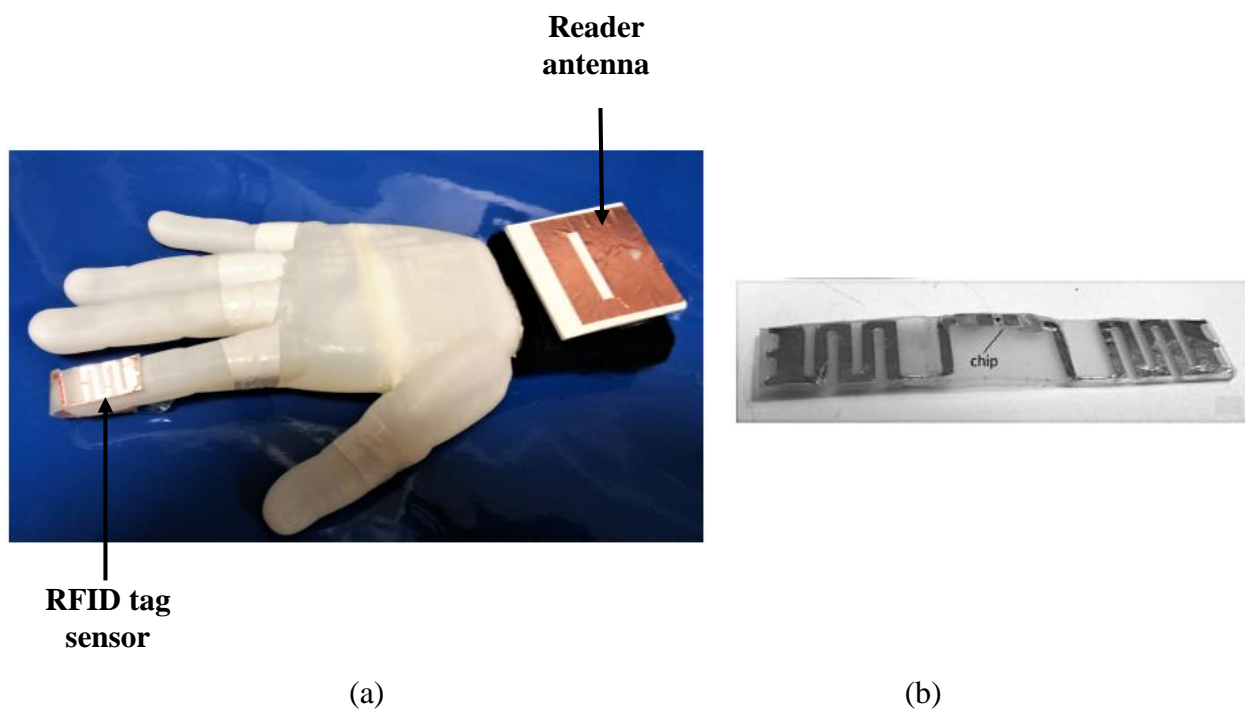 Reader
antenna
chip
RFID tag
sensor
(a)
(b)